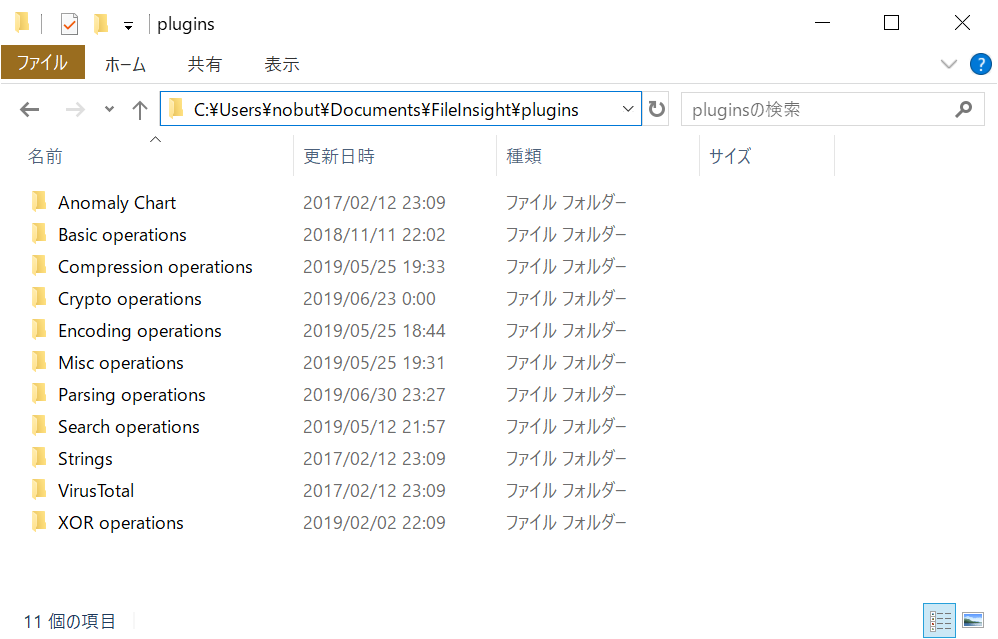 plugins
ファイル ホーム 共有 表示
C:¥Users¥nobut¥Documents¥FileInsight¥plugins pluginsの検索
名前 更新日時 種類 サイズ
Anomaly Chart 2017/02/12 23:09 ファイル フォルダー
Basic operations 2018/11/11 22:02 ファイル フォルダー
Compression operations 2019/05/25 19:33 ファイル フォルダー
Crypto operations 2019/06/23 0:00 ファイル フォルダー
Encoding operations 2019/05/25 18:44 ファイル フォルダー
Misc operations 2019/05/25 19:31 ファイル フォルダー
Parsing operations 2019/06/30 23:27 ファイル フォルダー
Search operations 2019/05/12 21:57 ファイル フォルダー
Strings 2017/02/12 23:09 ファイル フォルダー
VirusTotal 2017/02/12 23:09 ファイル フォルダー
XOR operations 2019/02/02 22:09 ファイル フォルダー
11 個の項目